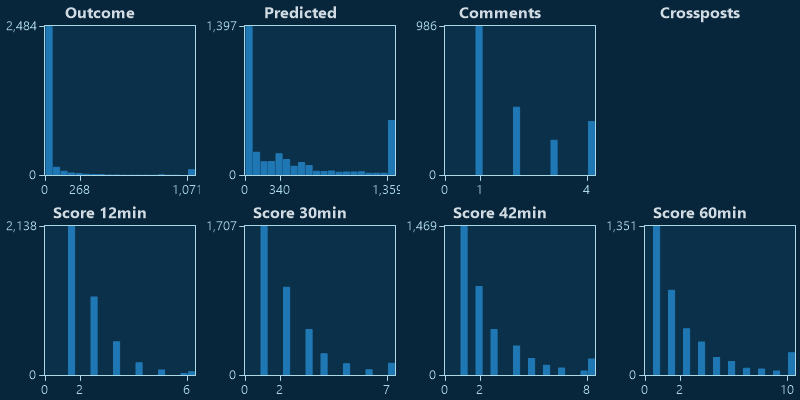 Outcome
2,484
0
0 268 1,071
Predicted
1,397
0
0 340 1,359
Comments
986
0
0 1 4
Crossposts
Score 12min
2,138
0
0 2 6
Score 30min
1,707
0
0 2 7
Score 42min
1,469
0
0 2 8
Score 60min
1,351
0
0 2 10